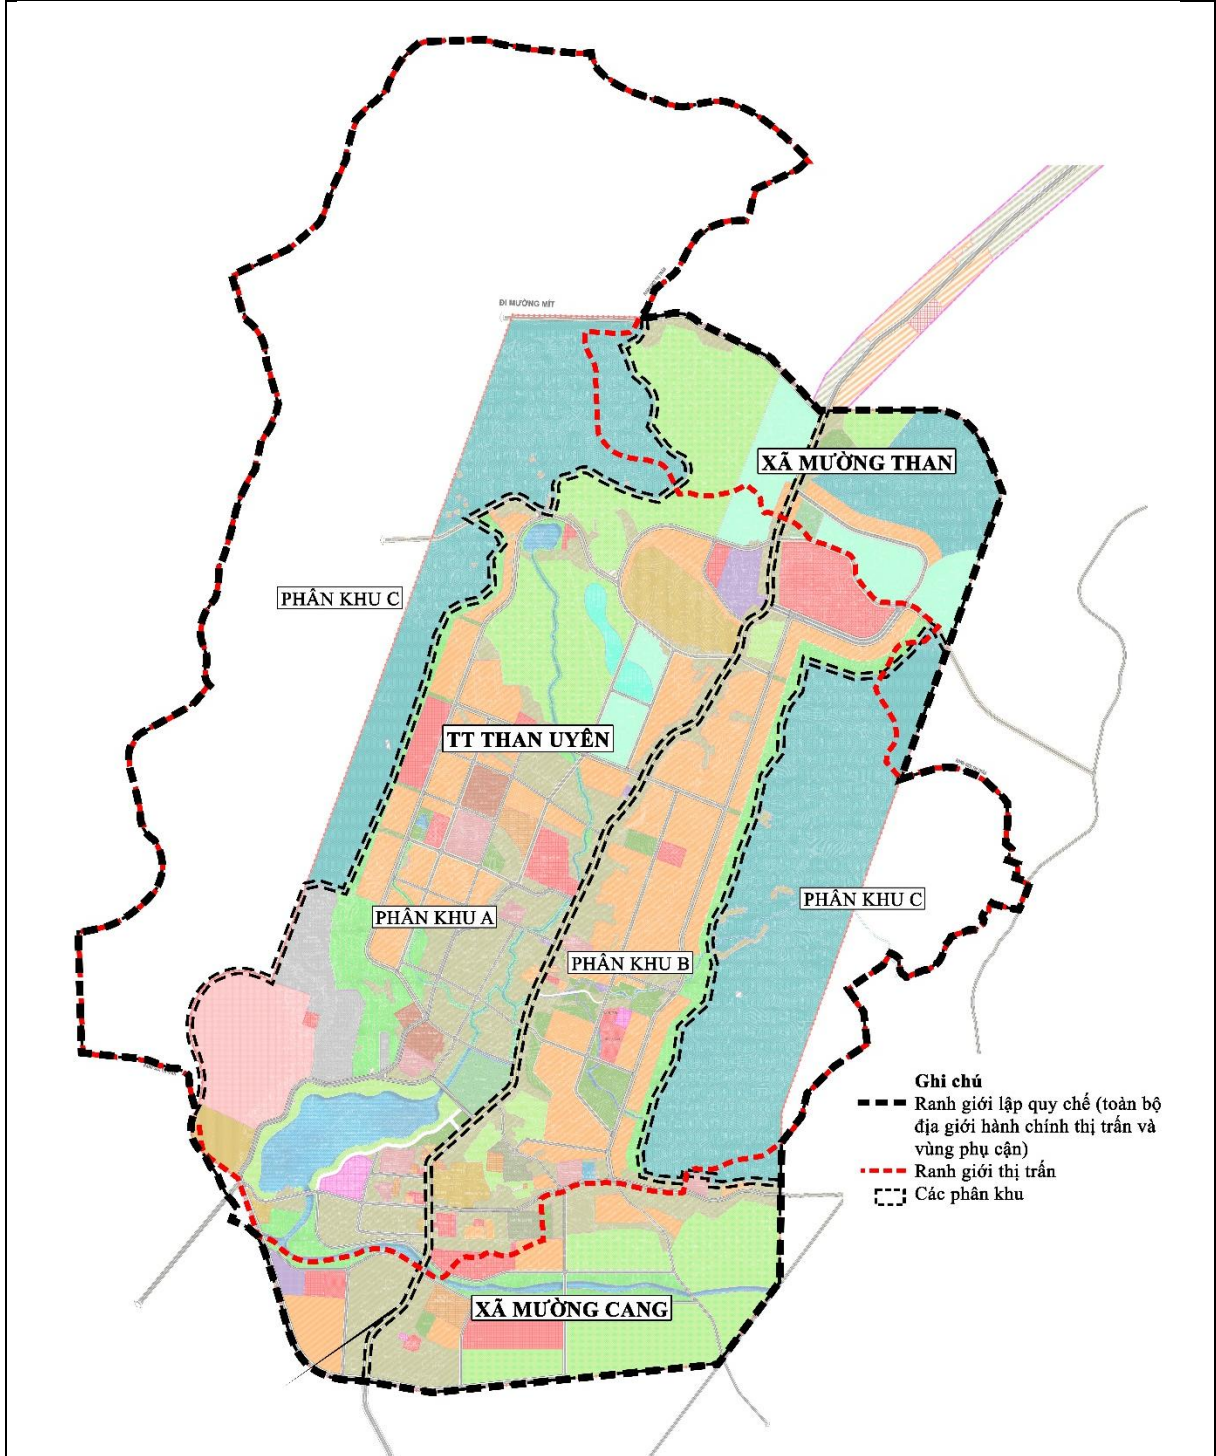 ĐI MƯỜNG MÍT
XÃ MƯỜNG THAN
PHÂN KHU C
TT THAN UYÊN
PHÂN KHU C
PHÂN KHU A
PHÂN KHU B
Ghi chú
Ranh giới lập quy chế (toàn bộ
địa giới hành chính thị trấn và
vùng phụ cận)
Ranh giới thị trấn
Các phân khu
XÃ MƯỜNG CANG